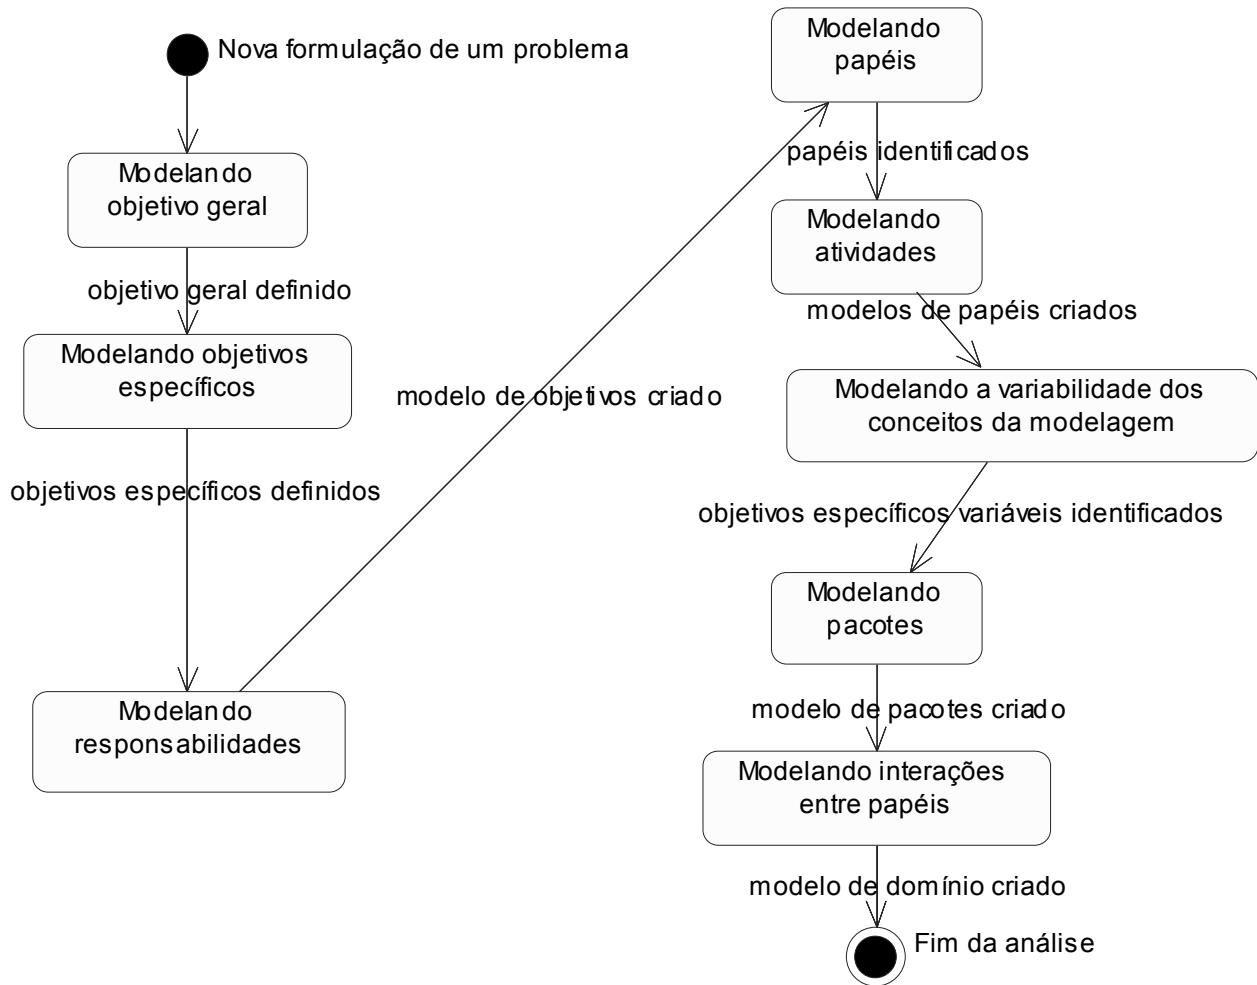 Nova formulação de um problema
Modelando
objetivo geral
objetivo geral definido
Modelando objetivos
específicos
objetivos específicos definidos
Modelando
responsabilidades
modelo de objetivos criado
Modelando
papéis
papéis identificados
Modelando
atividades
modelos de papéis criados
Modelando a variabilidade dos
conceitos da modelagem
objetivos específicos variáveis identificados
Modelando
pacotes
modelo de pacotes criado
Modelando interações
entre papéis
modelo de domínio criado
Fim da análise